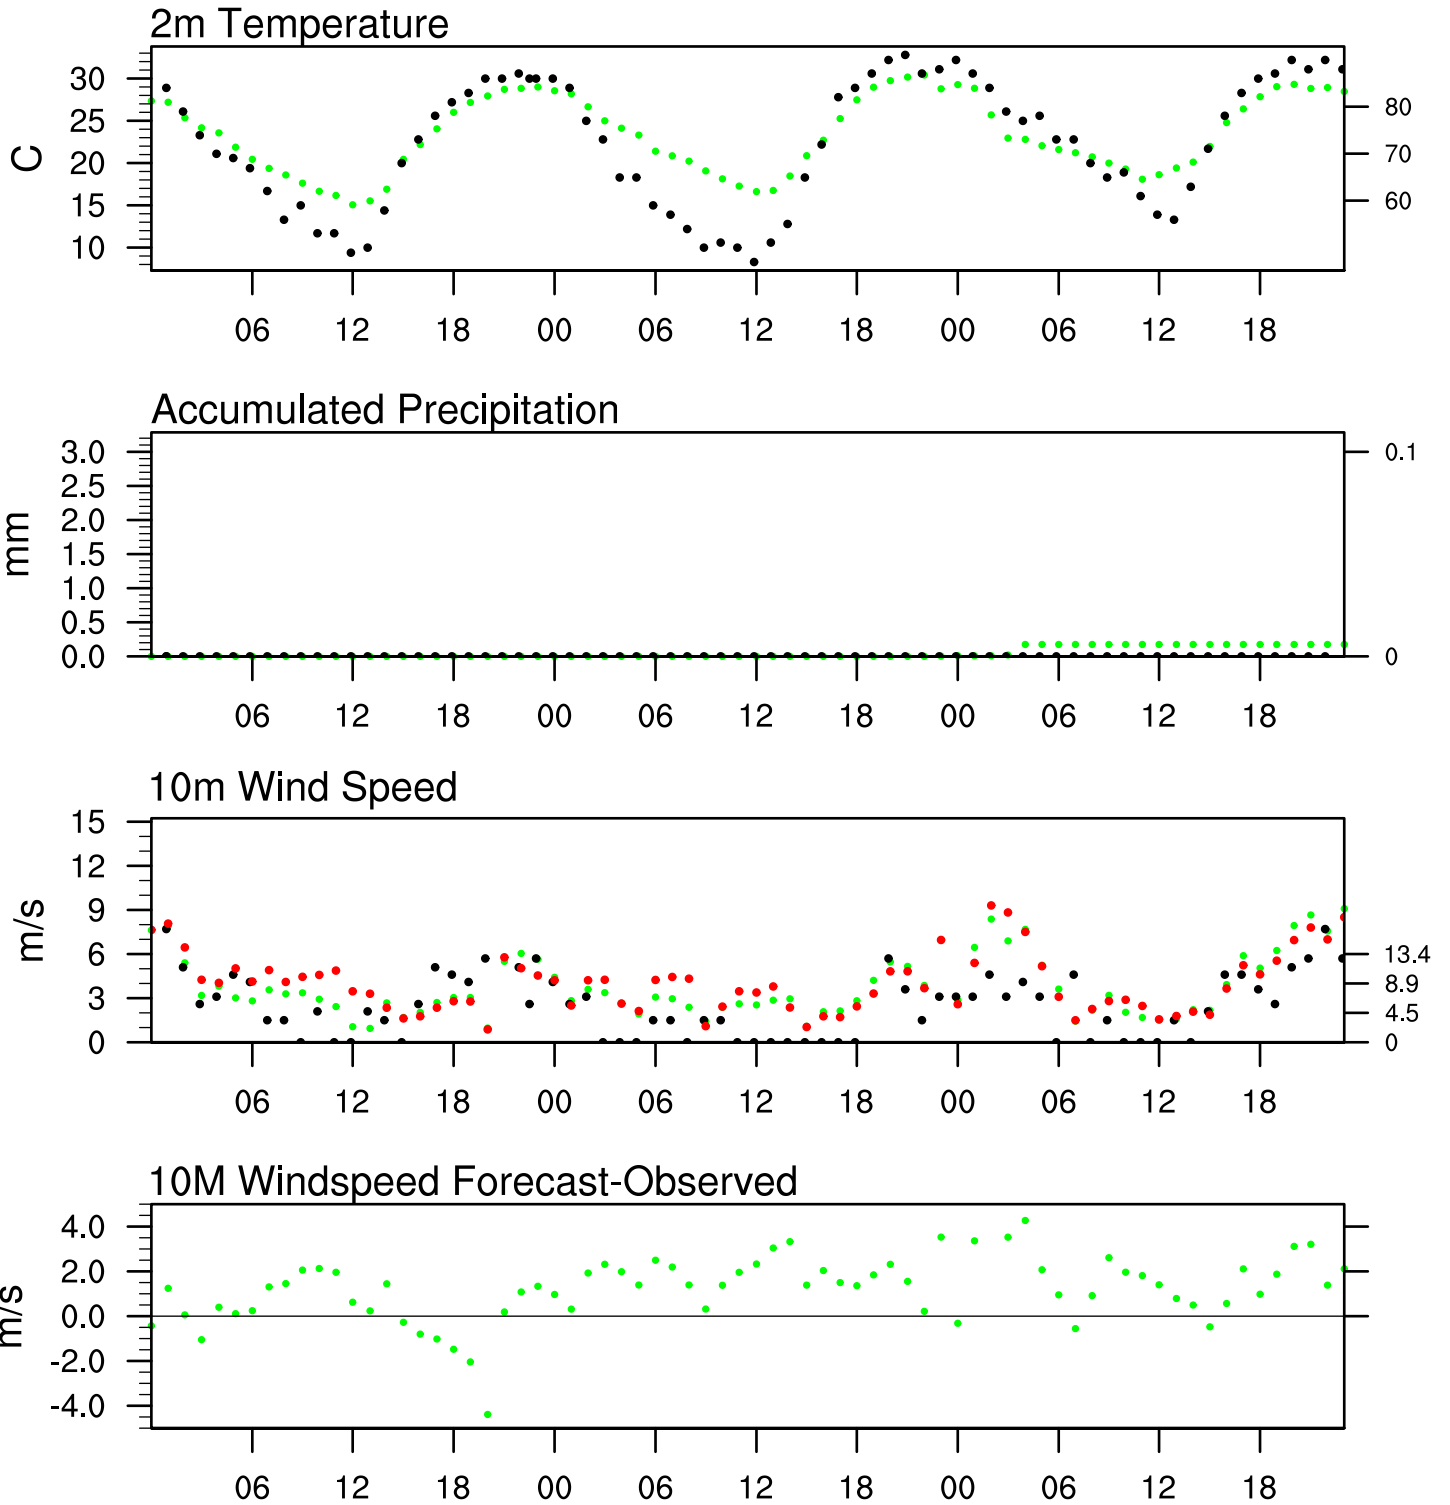 2m Temperature
C
30
25
20
15
10
80
70
60
06 12 18 00 06 12 18 00 06 12 18
Accumulated Precipitation
mm
3.0
2.5
2.0
1.5
1.0
0.5
0.0
0.1
0
06 12 18 00 06 12 18 00 06 12 18
10m Wind Speed
m/s
15
12
9
6
3
0
13.4
8.9
4.5
0
06 12 18 00 06 12 18 00 06 12 18
10M Windspeed Forecast-Observed
m/s
4.0
2.0
0.0
-2.0
-4.0
06 12 18 00 06 12 18 00 06 12 18